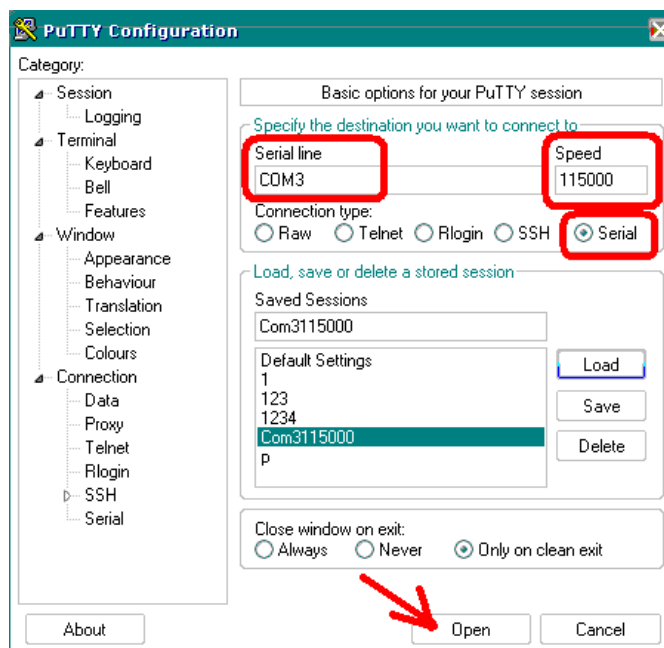 PuTTY Configuration
Category:
Session
Logging
Terminal
Keyboard
Bell
Features
Window
Appearance
Behaviour
Translation
Selection
Colours
Connection
Data
Proxy
Telnet
Rlogin
SSH
Serial
Basic options for your PuTTY session
Specify the destination you want to connect to
Serial line Speed
COM3 115000
Connection type:
Raw Telnet Rlogin SSH Serial
Load, save or delete a stored session
Saved Sessions
Com3115000
Default Settings
1
123
1234
Com3115000
p
Load
Save
Delete
Close window on exit:
Always Never Only on clean exit
About Open Cancel